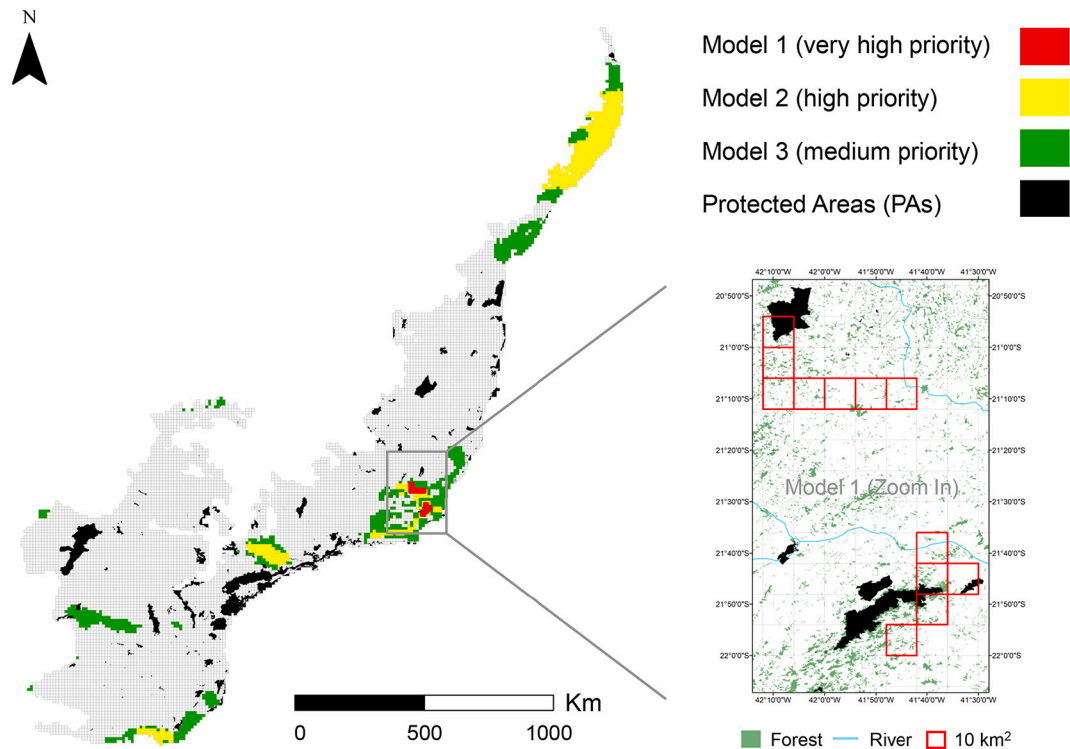 N
Model 1 (very high priority)
Model 2 (high priority)
Model 3 (medium priority)
Protected Areas (PAs)
42°10'0"W 42°0'0"W 41°50'0"W 41°40'0"W 41°30'0"W
20°50'0"S 20°50'0"S
21°0'0"S 21°0'0"S
21°10'0"S 21°10'0"S
21°20'0"S 21°20'0"S
Model 1 (Zoom In)
21°30'0"S 21°30'0"S
21°40'0"S 21°40'0"S
21°50'0"S 21°50'0"S
22°0'0"S 22°0'0"S
42°10'0"W 42°0'0"W 41°50'0"W 41°40'0"W 41°30'0"W
Km
0 500 1000
Forest River 10 km²